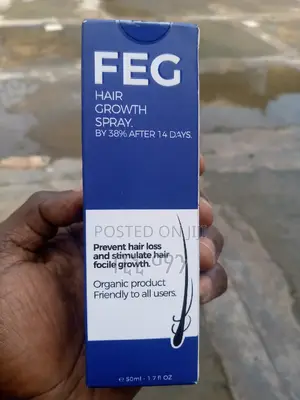 FEG
HAIR
GROWTH
SPRAY.
BY 38% AFTER 14 DAYS.
POSTED ON JIJI
Prevent hair loss
and stimulate hair
focile growth.
Organic product
Friendly to all users.
℮ 50ml - 1.7 fl OZ